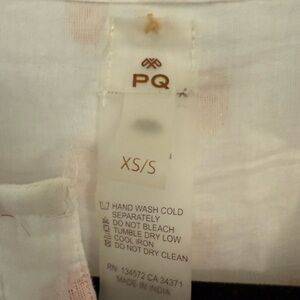 PQ
XS/S
HAND WASH COLD
SEPARATELY
DO NOT BLEACH
TUMBLE DRY LOW
COOL IRON
DO NOT DRY CLEAN
RN 134572 CA 34371
MADE IN INDIA